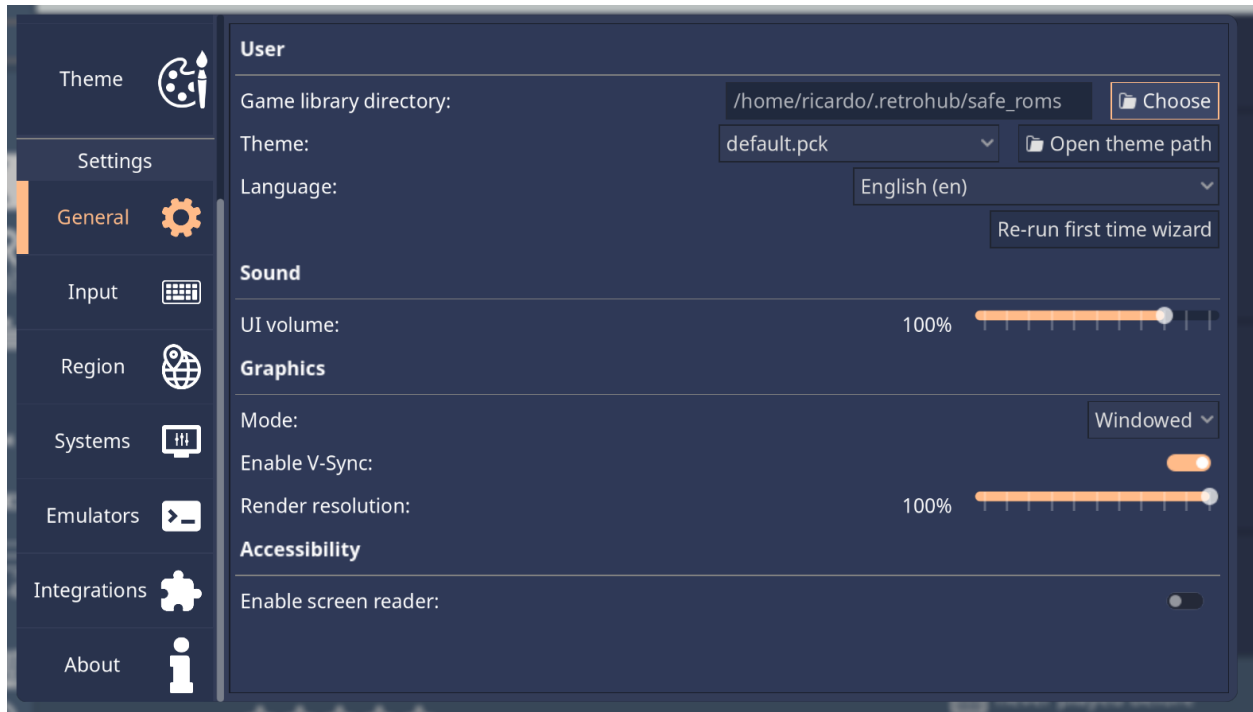 Theme
Settings
General
Input
Region
Systems
Emulators
Integrations
About
User
Game library directory: /home/ricardo/.retrohub/safe_roms Choose
Theme: default.pck Open theme path
Language: English (en)
Re-run first time wizard
Sound
UI volume: 100%
Graphics
Mode: Windowed
Enable V-Sync:
Render resolution: 100%
Accessibility
Enable screen reader: